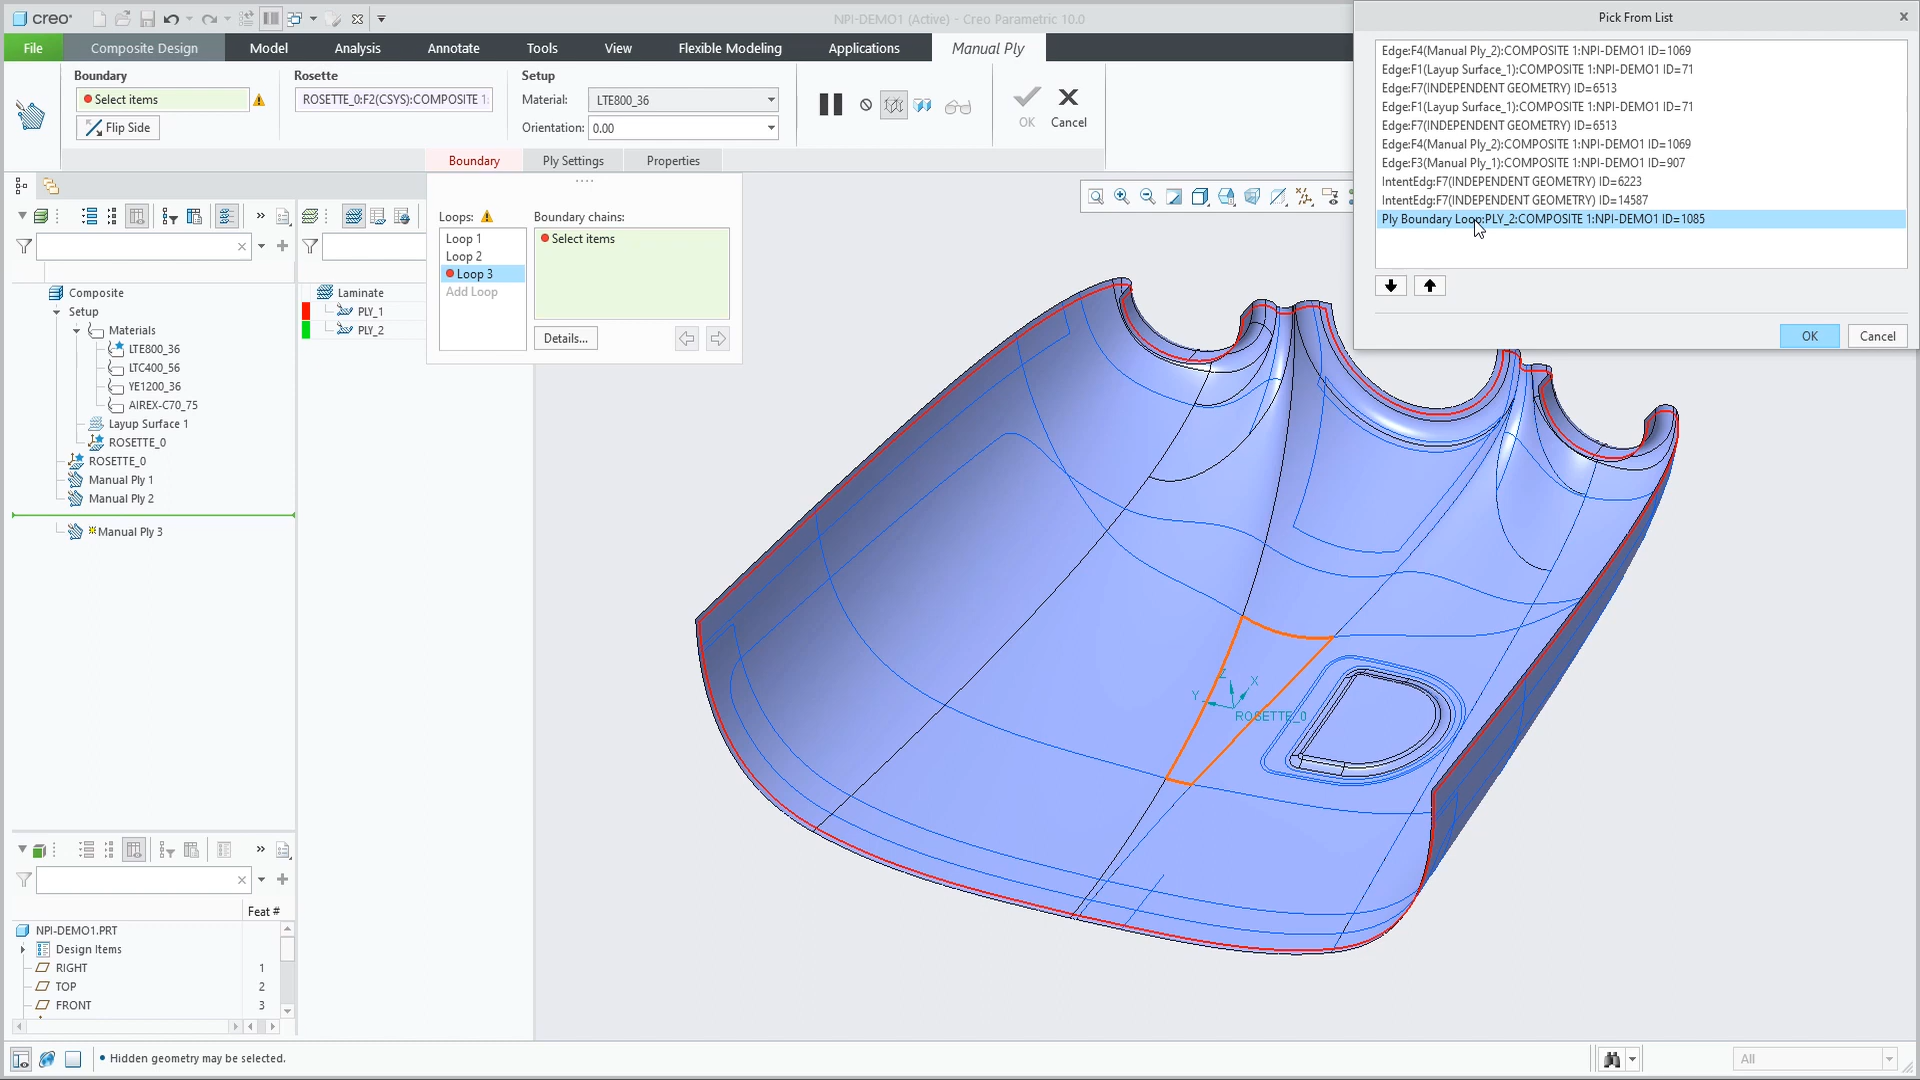 creo
NPI-DEMO1 (Active) - Creo Parametric 10.0
File
Composite Design
Model
Analysis
Annotate
Tools
View
Flexible Modeling
Applications
Manual Ply
Boundary
Select items
Flip Side
Rosette
ROSETTE_0:F2(CSYS):COMPOSITE 1:
Setup
Material:
LTE800_36
Orientation:
0.00
OK
Cancel
Boundary
Ply Settings
Properties
Loops:
Loop 1
Loop 2
Loop 3
Add Loop
Boundary chains:
Select items
Details...
Composite
Setup
Materials
LTE800_36
LTC400_56
YE1200_36
AIREX-C70_75
Layup Surface 1
ROSETTE_0
ROSETTE_0
Manual Ply 1
Manual Ply 2
Manual Ply 3
Laminate
PLY_1
PLY_2
Feat #
NPI-DEMO1.PRT
Design Items
RIGHT 1
TOP 2
FRONT 3
Z
X
Y
ROSETTE_0
Pick From List
Edge:F4(Manual Ply_2):COMPOSITE 1:NPI-DEMO1 ID=1069
Edge:F1(Layup Surface_1):COMPOSITE 1:NPI-DEMO1 ID=71
Edge:F7(INDEPENDENT GEOMETRY) ID=6513
Edge:F1(Layup Surface_1):COMPOSITE 1:NPI-DEMO1 ID=71
Edge:F7(INDEPENDENT GEOMETRY) ID=6513
Edge:F4(Manual Ply_2):COMPOSITE 1:NPI-DEMO1 ID=1069
Edge:F3(Manual Ply_1):COMPOSITE 1:NPI-DEMO1 ID=907
IntentEdg:F7(INDEPENDENT GEOMETRY) ID=6223
IntentEdg:F7(INDEPENDENT GEOMETRY) ID=14587
Ply Boundary Loop:PLY_2:COMPOSITE 1:NPI-DEMO1 ID=1085
OK
Cancel
Hidden geometry may be selected.
All